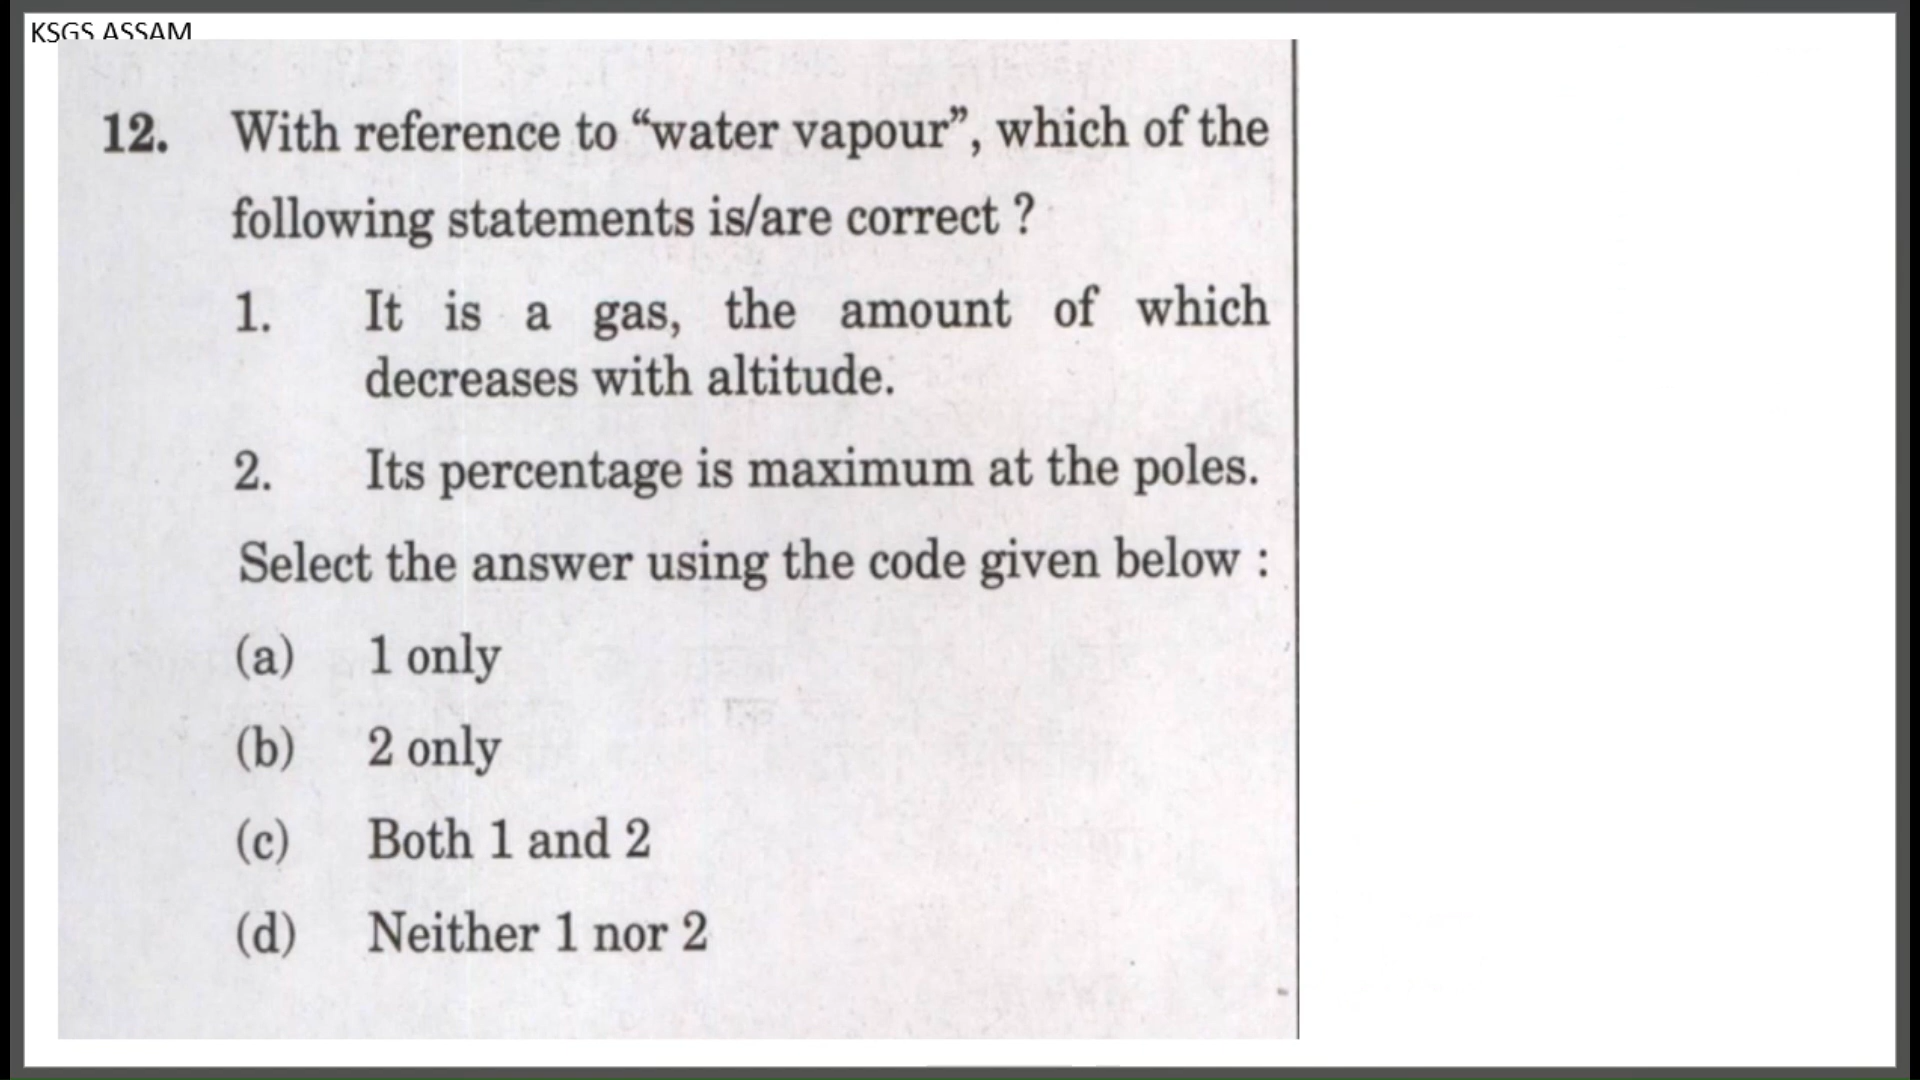 KSGS ASSAM
12. With reference to “water vapour”, which of the
following statements is/are correct ?
1. It is a gas, the amount of which
decreases with altitude.
2. Its percentage is maximum at the poles.
Select the answer using the code given below :
(a) 1 only
(b) 2 only
(c) Both 1 and 2
(d) Neither 1 nor 2